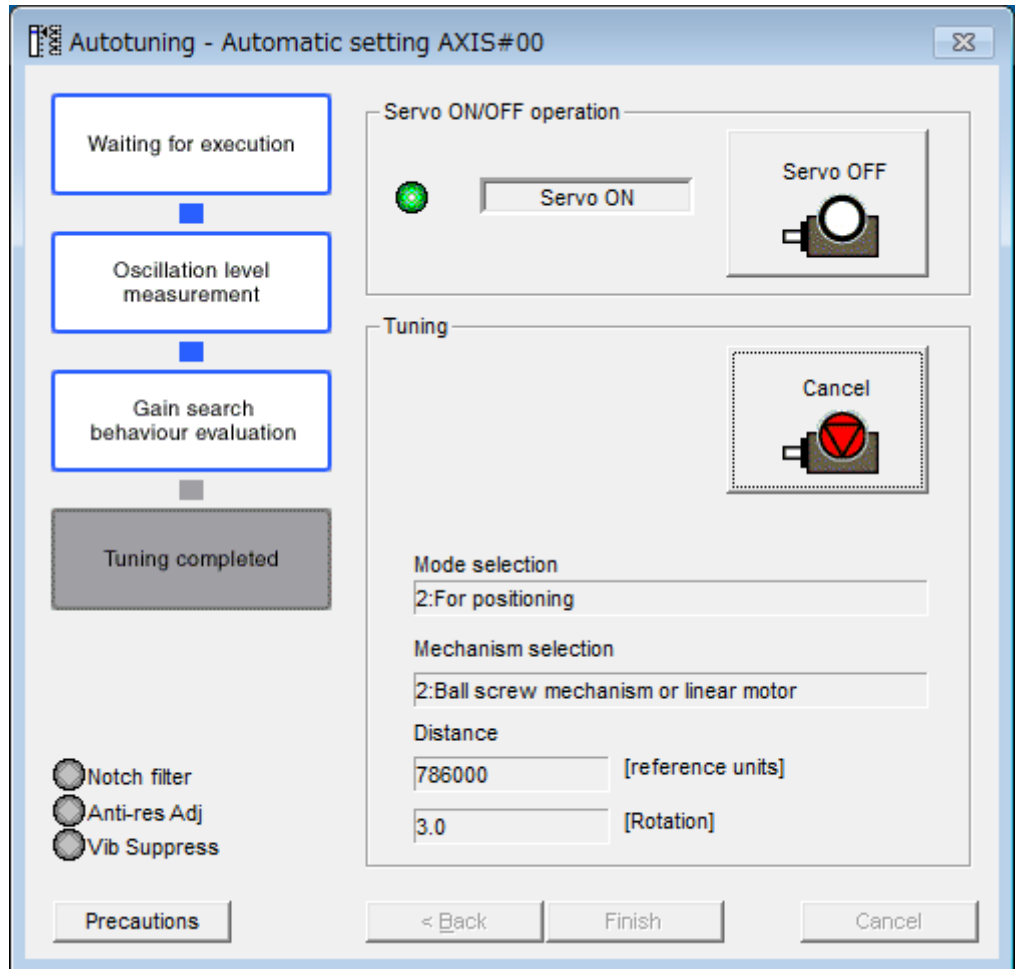 Autotuning - Automatic setting AXIS#00
Waiting for execution
Oscillation level
measurement
Gain search
behaviour evaluation
Tuning completed
Notch filter
Anti-res Adj
Vib Suppress
Precautions
Servo ON/OFF operation
Servo ON
Servo OFF
Tuning
Cancel
Mode selection
2:For positioning
Mechanism selection
2:Ball screw mechanism or linear motor
Distance
786000 [reference units]
3.0 [Rotation]
< Back
Finish
Cancel